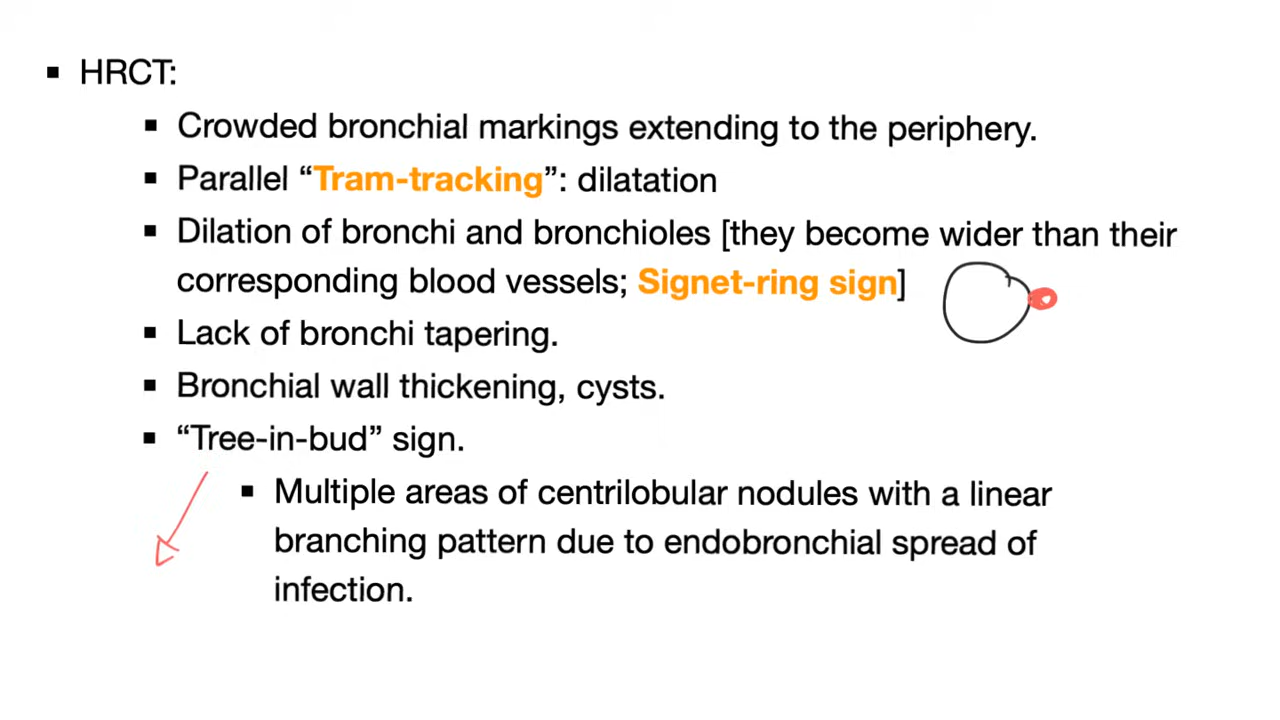 ▪ HRCT:
▪ Crowded bronchial markings extending to the periphery.
▪ Parallel “Tram-tracking”: dilatation
▪ Dilation of bronchi and bronchioles [they become wider than their
corresponding blood vessels; Signet-ring sign]
▪ Lack of bronchi tapering.
▪ Bronchial wall thickening, cysts.
▪ “Tree-in-bud” sign.
▪ Multiple areas of centrilobular nodules with a linear
branching pattern due to endobronchial spread of
infection.